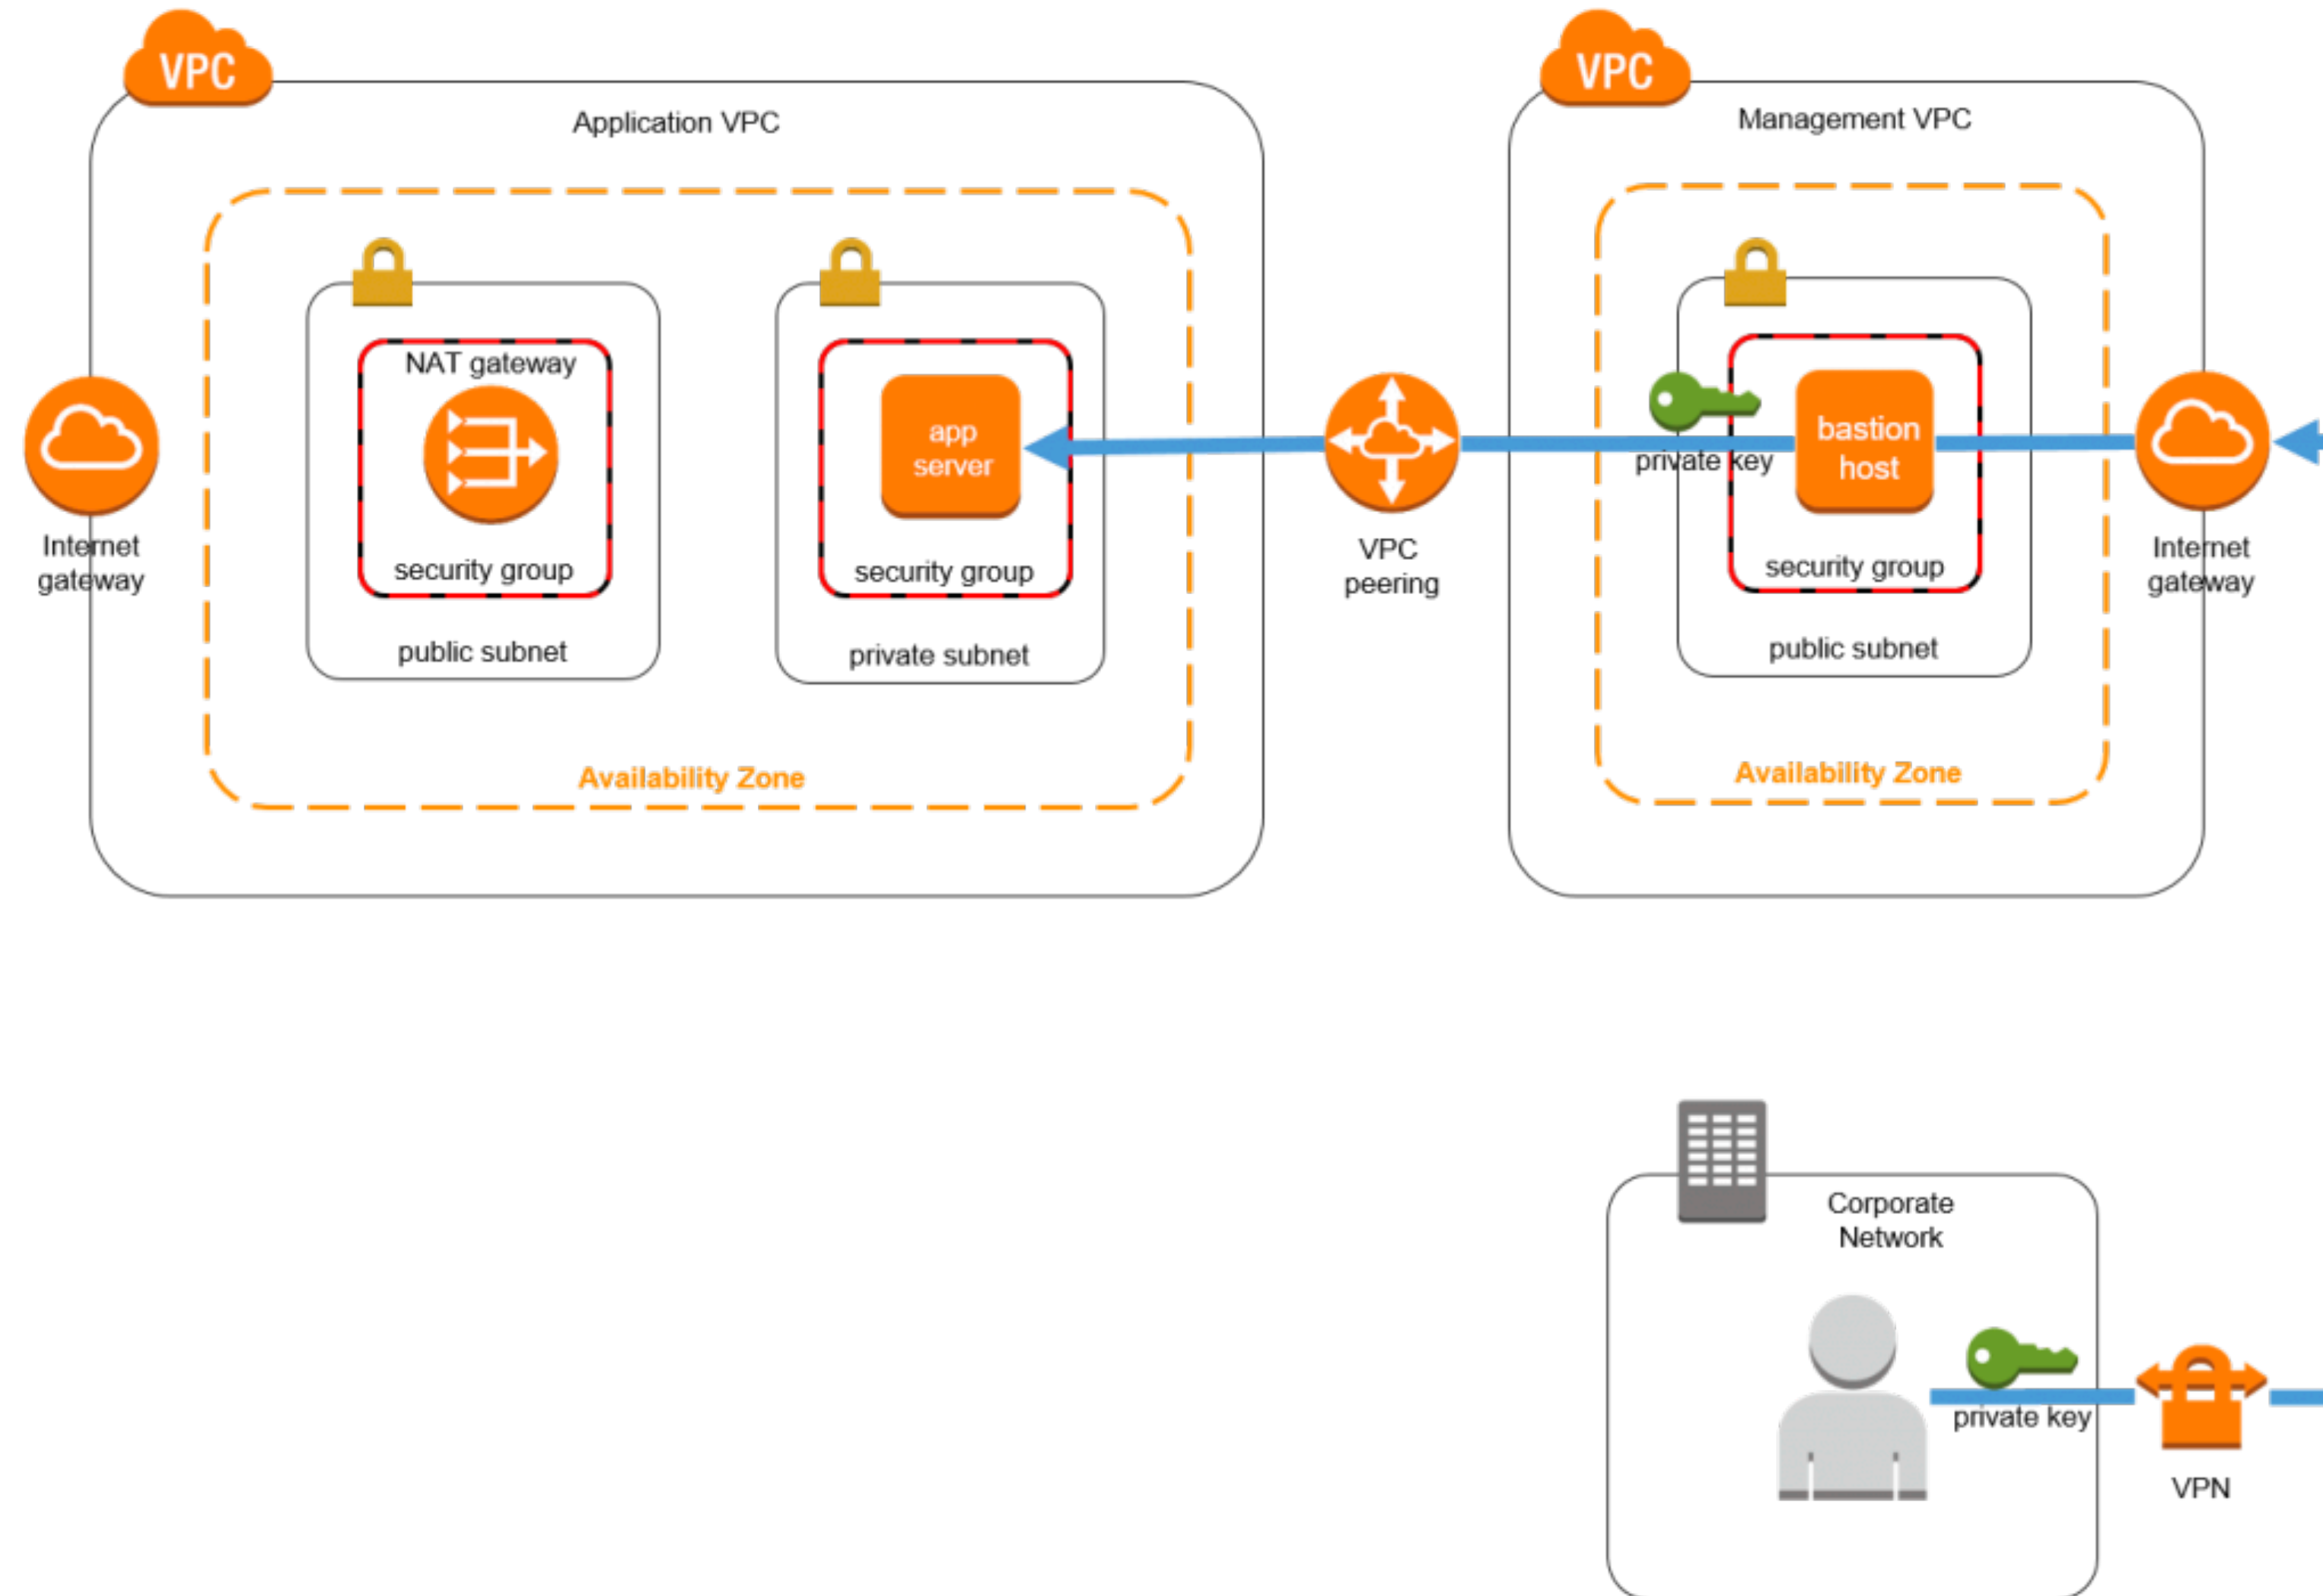 VPC
Application VPC
NAT gateway
security group
public subnet
app
server
security group
private subnet
Availability Zone
Internet
gateway
VPC
peering
VPC
Management VPC
private key
bastion
host
security group
public subnet
Availability Zone
Internet
gateway
Corporate
Network
private key
VPN